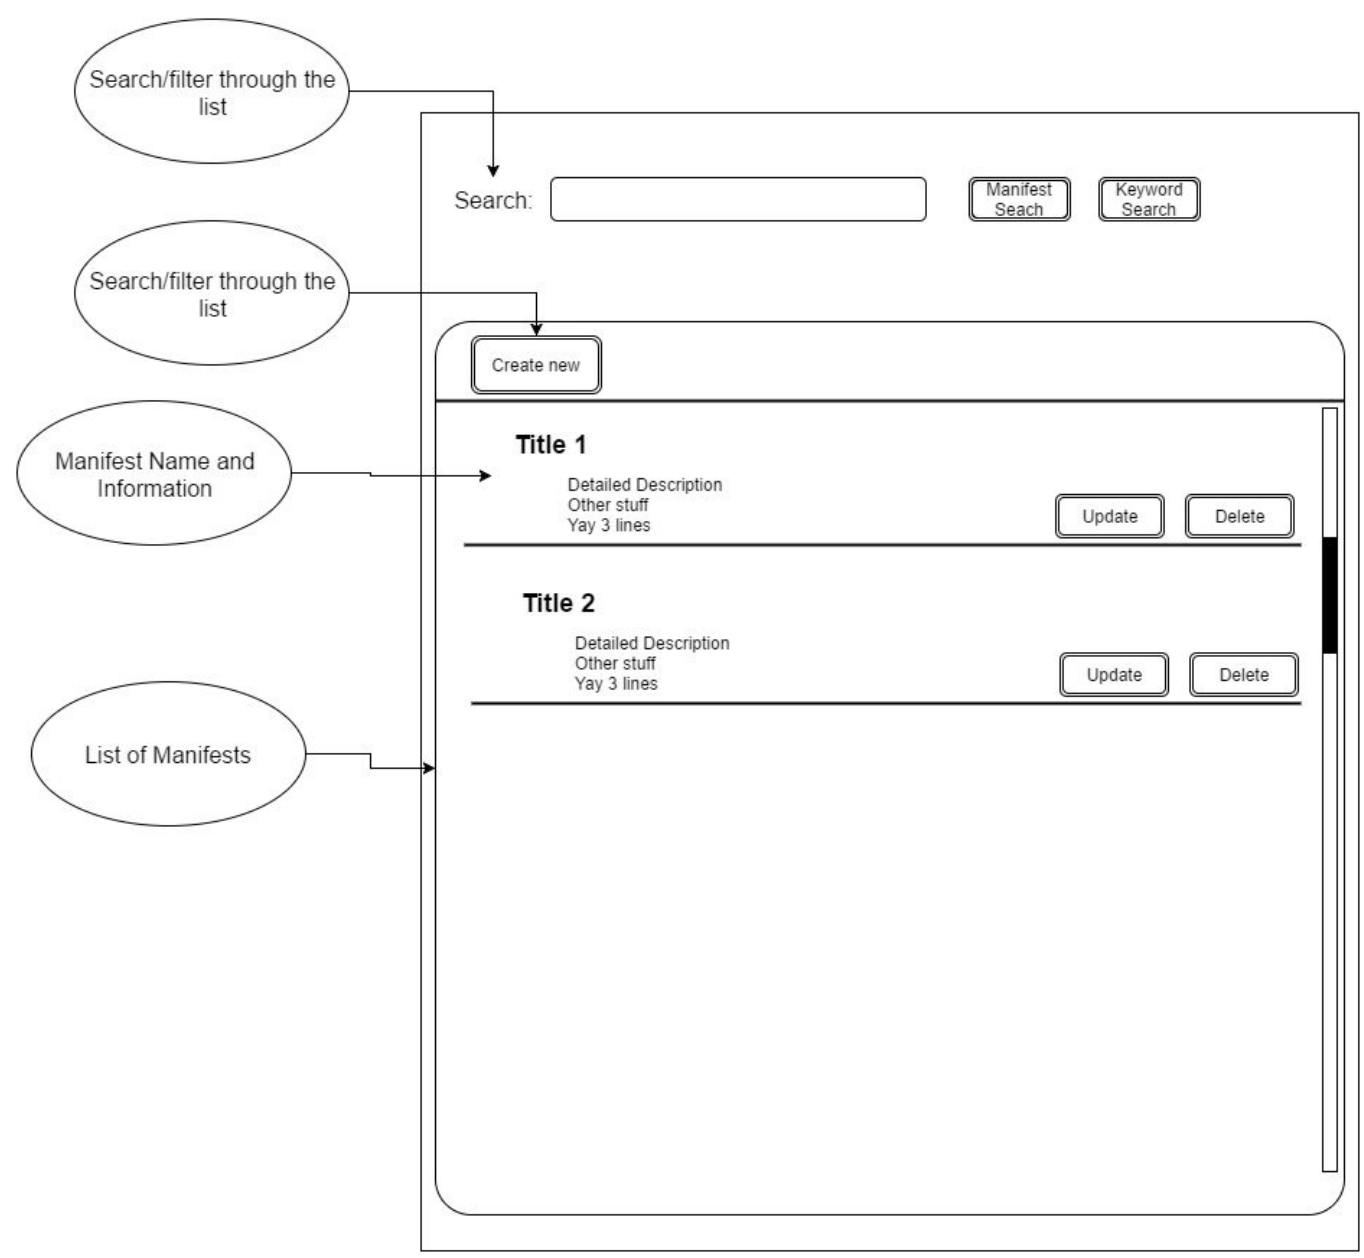 Search/filter through the
list
Search:
Manifest
Seach
Keyword
Search
Search/filter through the
list
Create new
Manifest Name and
Information
Title 1
Detailed Description
Other stuff
Yay 3 lines
Update
Delete
Title 2
Detailed Description
Other stuff
Yay 3 lines
Update
Delete
List of Manifests